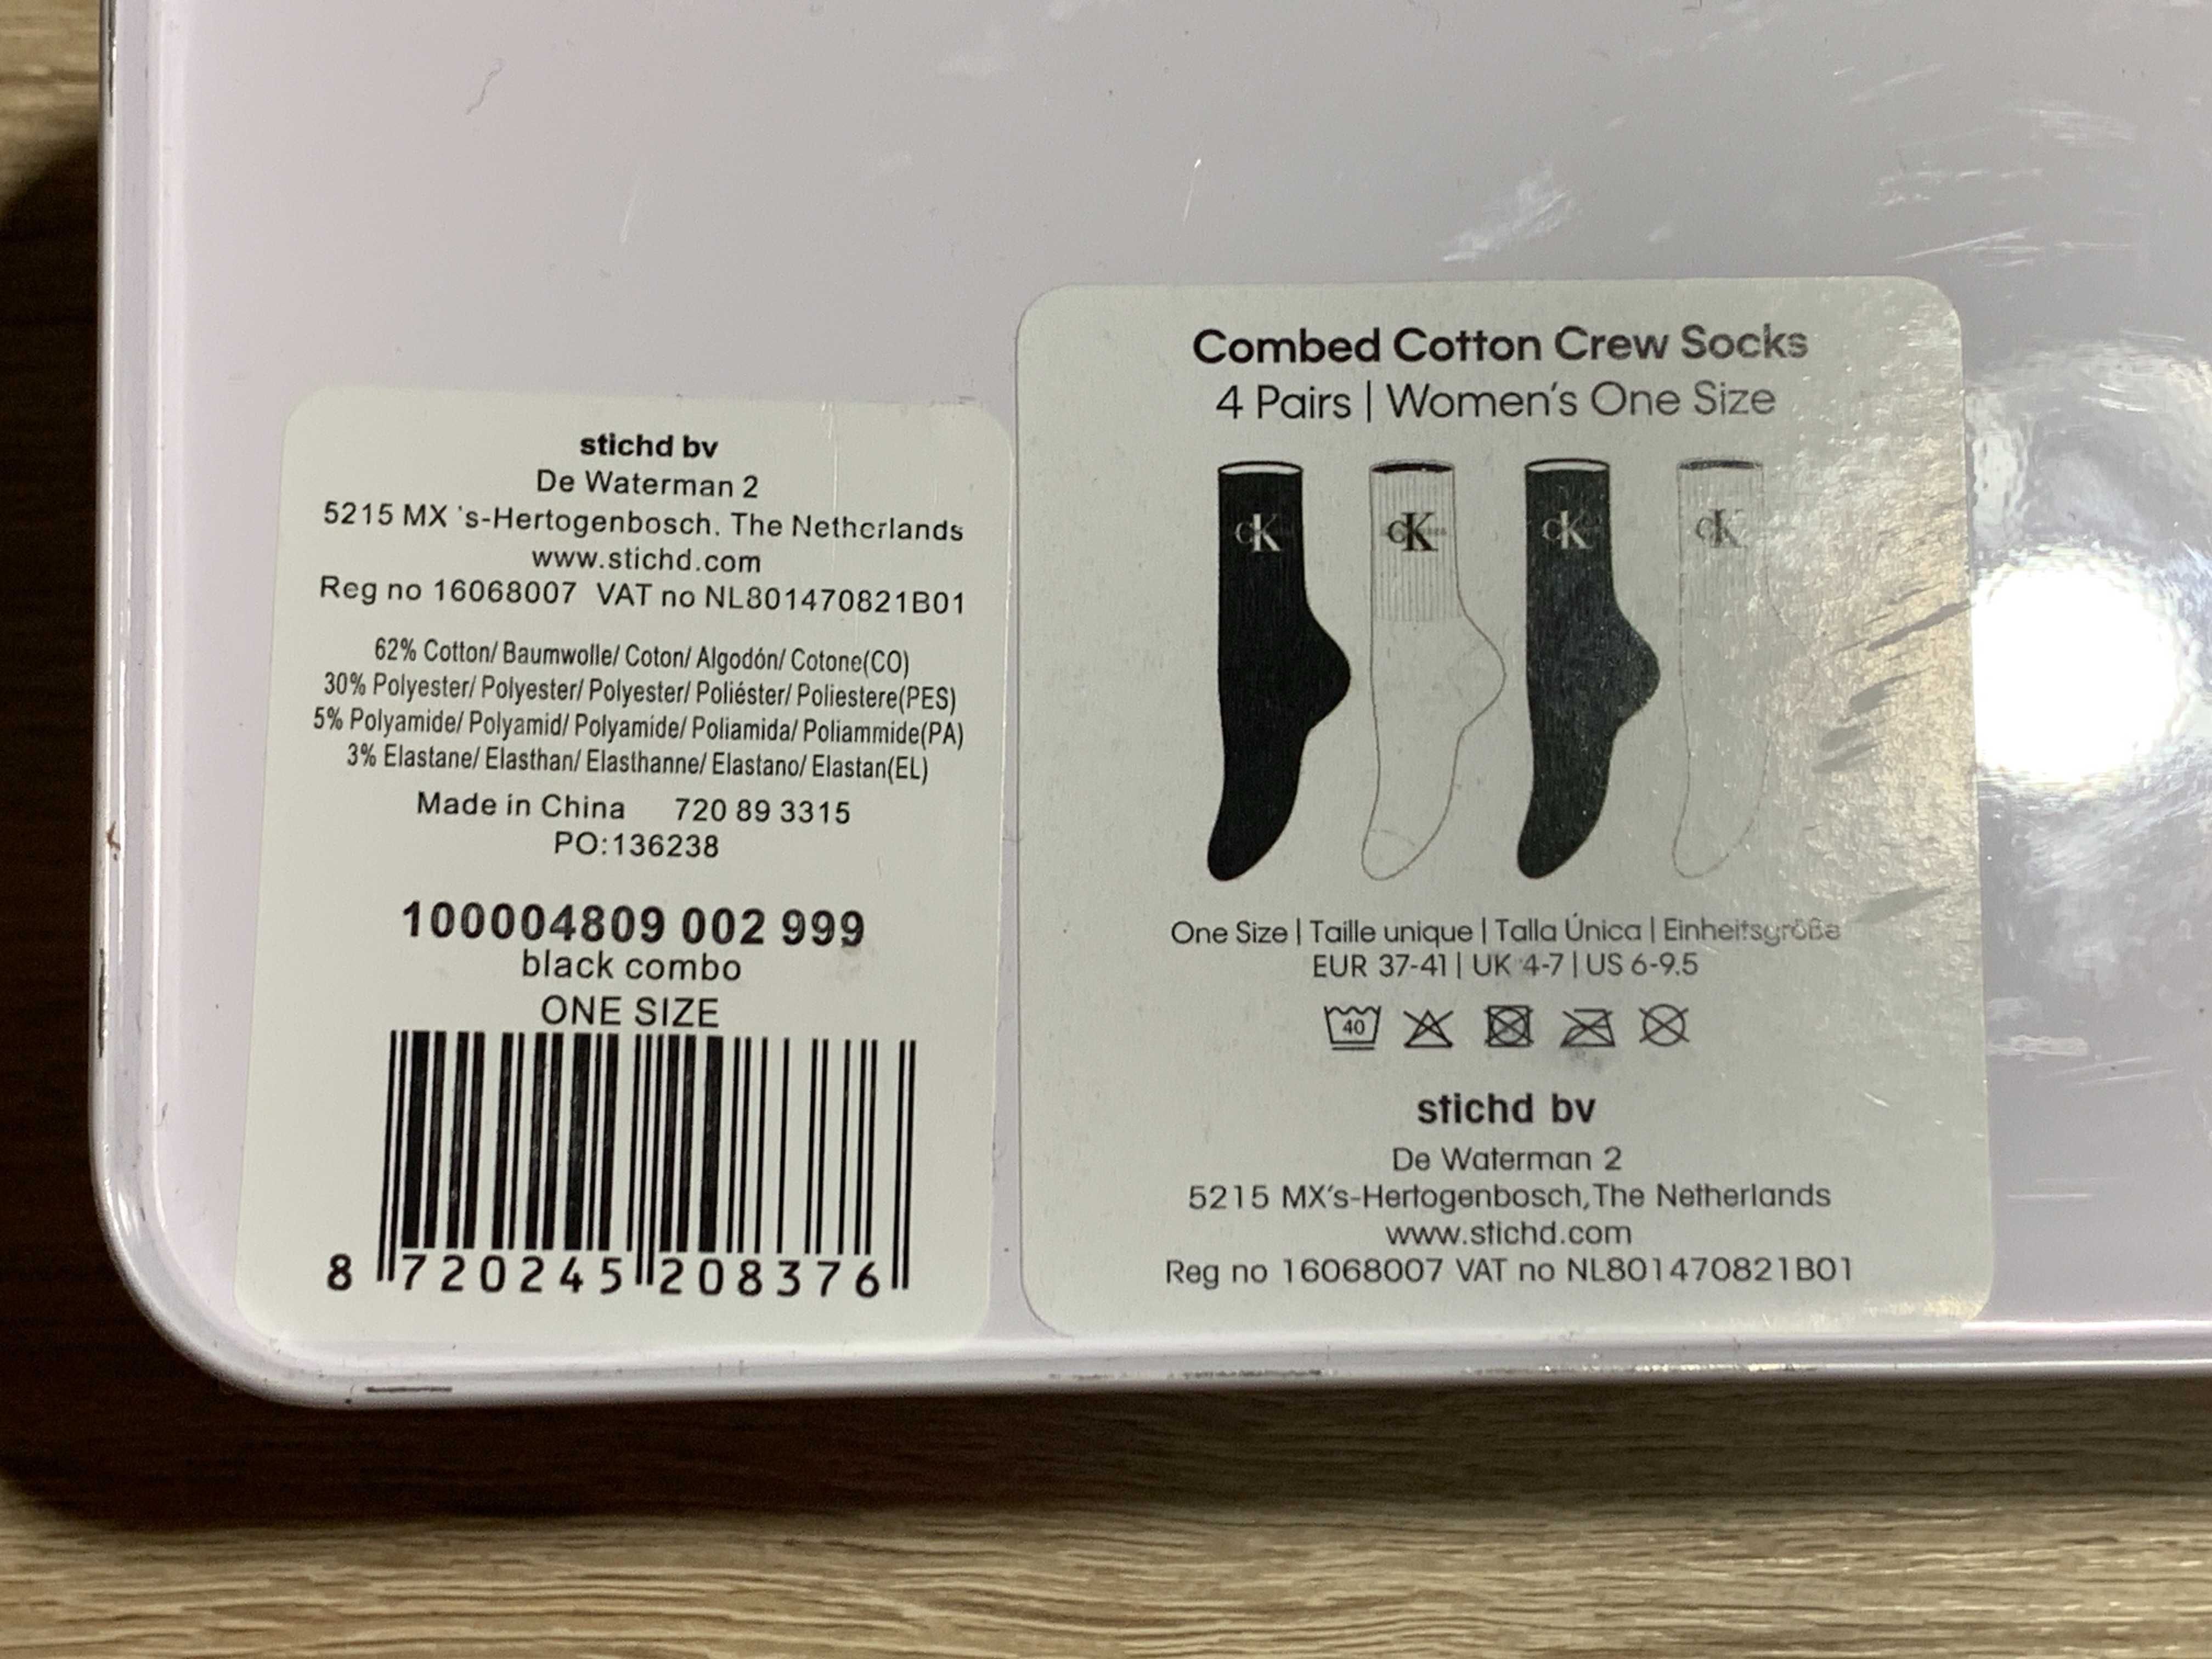 stichd bv
De Waterman 2
5215 MX 's-Hertogenbosch. The Netherlands
www.stichd.com
Reg no 16068007 VAT no NL801470821B01
62% Cotton/ Baumwolle/ Coton/ Algodón/ Cotone(CO)
30% Polyester/ Polyester/ Polyester/ Poliéster/ Poliestere(PES)
5% Polyamide/ Polyamid/ Polyamide/ Poliamida/ Poliammide(PA)
3% Elastane/ Elasthan/ Elasthanne/ Elastano/ Elastan(EL)
Made in China 720 89 3315
PO:136238
100004809 002 999
black combo
ONE SIZE
8 720245 208376
Combed Cotton Crew Socks
4 Pairs | Women's One Size
cK cK cK cK
One Size | Taille unique | Talla Única | Einheitsgröße
EUR 37-41 | UK 4-7 | US 6-9.5
40
stichd bv
De Waterman 2
5215 MX's-Hertogenbosch,The Netherlands
www.stichd.com
Reg no 16068007 VAT no NL801470821B01